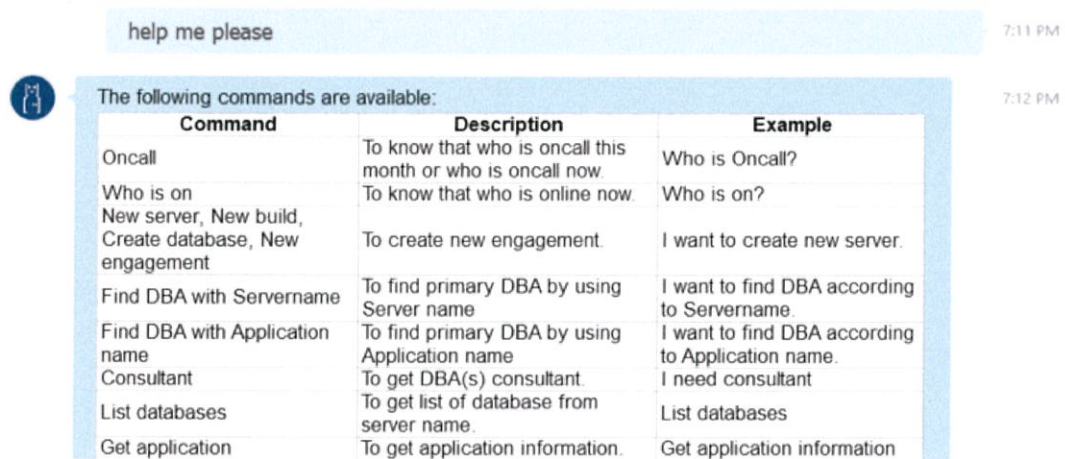 help me please
7:11 PM
The following commands are available:
7:12 PM
Command Description Example
Oncall
To know that who is oncall this
month or who is oncall now.
Who is Oncall?
Who is on
To know that who is online now.
Who is on?
New server, New build,
Create database, New
engagement
To create new engagement.
I want to create new server.
Find DBA with Servername
To find primary DBA by using
Server name
I want to find DBA according
to Servername.
Find DBA with Application
name
To find primary DBA by using
Application name
I want to find DBA according
to Application name.
Consultant
To get DBA(s) consultant.
I need consultant
List databases
To get list of database from
server name.
List databases
Get application
To get application information.
Get application information